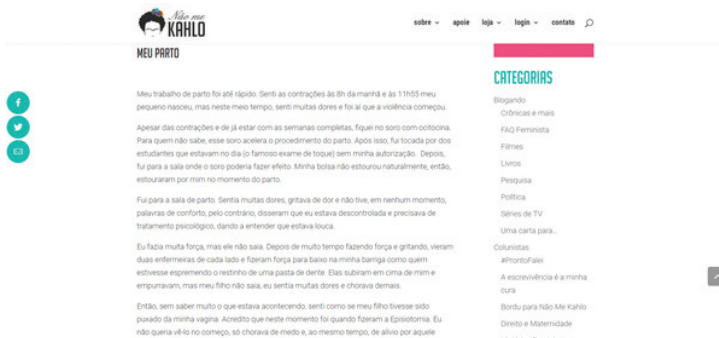 Não me
KAHLO
sobre
apoie
loja
login
contato
MEU PARTO
Meu trabalho de parto foi até rápido. Senti as contrações às 8h da manhã e às 11h55 meu
pequeno nasceu, mas neste meio tempo, senti muitas dores e foi aí que a violência começou.
Apesar das contrações e de já estar com as semanas completas, fiquei no soro com ocitocina.
Para quem não sabe, esse soro acelera o procedimento do parto. Após isso, fui tocada por dos
estudantes que estavam no dia (o famoso exame de toque) sem minha autorização. Depois,
fui para a sala onde o soro poderia fazer efeito. Minha bolsa não estourou naturalmente, então,
estouraram por mim no momento do parto.
Fui para a sala de parto. Sentia muitas dores, gritava de dor e não tive, em nenhum momento,
palavras de conforto, pelo contrário, disseram que eu estava descontrolada e precisava de
tratamento psicológico, dando a entender que estava louca.
Eu fazia muita força, mas ele não saia. Depois de muito tempo fazendo força e gritando, vieram
duas enfermeiras de cada lado e fizeram força para baixo na minha barriga como quem
estivesse espremendo o restinho de uma pasta de dente. Elas subiram em cima de mim e
empurravam, mas meu filho não saia, eu sentia muitas dores e chorava demais.
Então, sem saber muito o que estava acontecendo, senti como se meu filho tivesse sido
puxado da minha vagina. Acredito que neste momento foi quando fizeram a Episiotomia. Eu
não queria vê-lo no começo, só chorava de medo e, ao mesmo tempo, de alívio por aquele
CATEGORIAS
Blogando
Crônicas e mais
FAQ Feminista
Filmes
Livros
Pesquisa
Política
Séries de TV
Uma carta para...
Colunistas
#ProntoFalei
A escrevivência é a minha
cura
Bordu para Não Me Kahlo
Direito e Maternidade